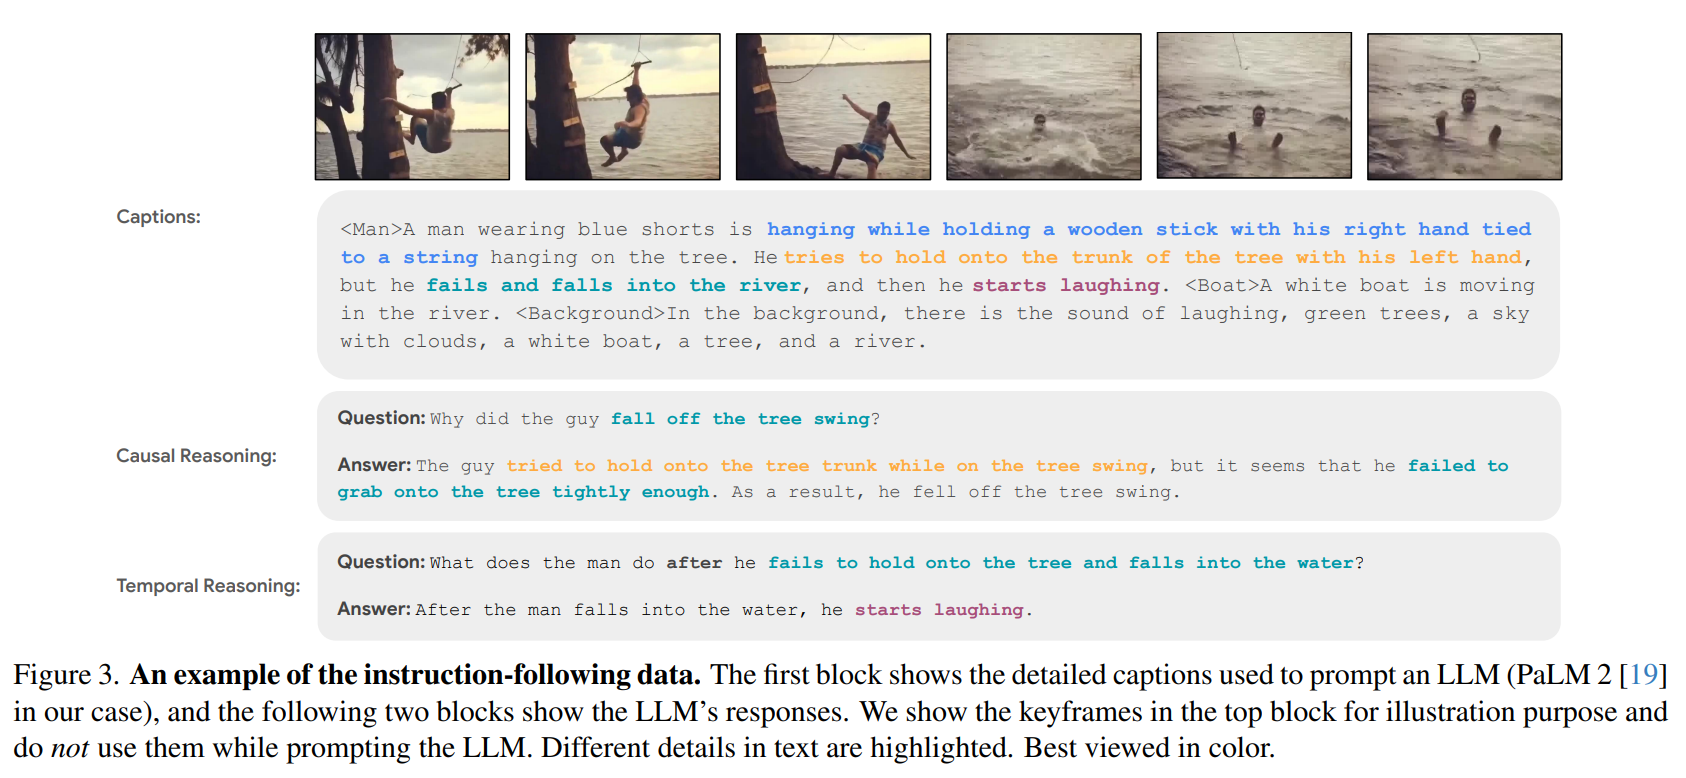 Captions:
<Man>A man wearing blue shorts is hanging while holding a wooden stick with his right hand tied
to a string hanging on the tree. He tries to hold onto the trunk of the tree with his left hand,
but he fails and falls into the river, and then he starts laughing. <Boat>A white boat is moving
in the river. <Background>In the background, there is the sound of laughing, green trees, a sky
with clouds, a white boat, a tree, and a river.
Causal Reasoning:
Question: Why did the guy fall off the tree swing?
Answer: The guy tried to hold onto the tree trunk while on the tree swing, but it seems that he failed to
grab onto the tree tightly enough. As a result, he fell off the tree swing.
Temporal Reasoning:
Question: What does the man do after he fails to hold onto the tree and falls into the water?
Answer: After the man falls into the water, he starts laughing.
Figure 3. An example of the instruction-following data. The first block shows the detailed captions used to prompt an LLM (PaLM 2 [19]
in our case), and the following two blocks show the LLM's responses. We show the keyframes in the top block for illustration purpose and
do not use them while prompting the LLM. Different details in text are highlighted. Best viewed in color.